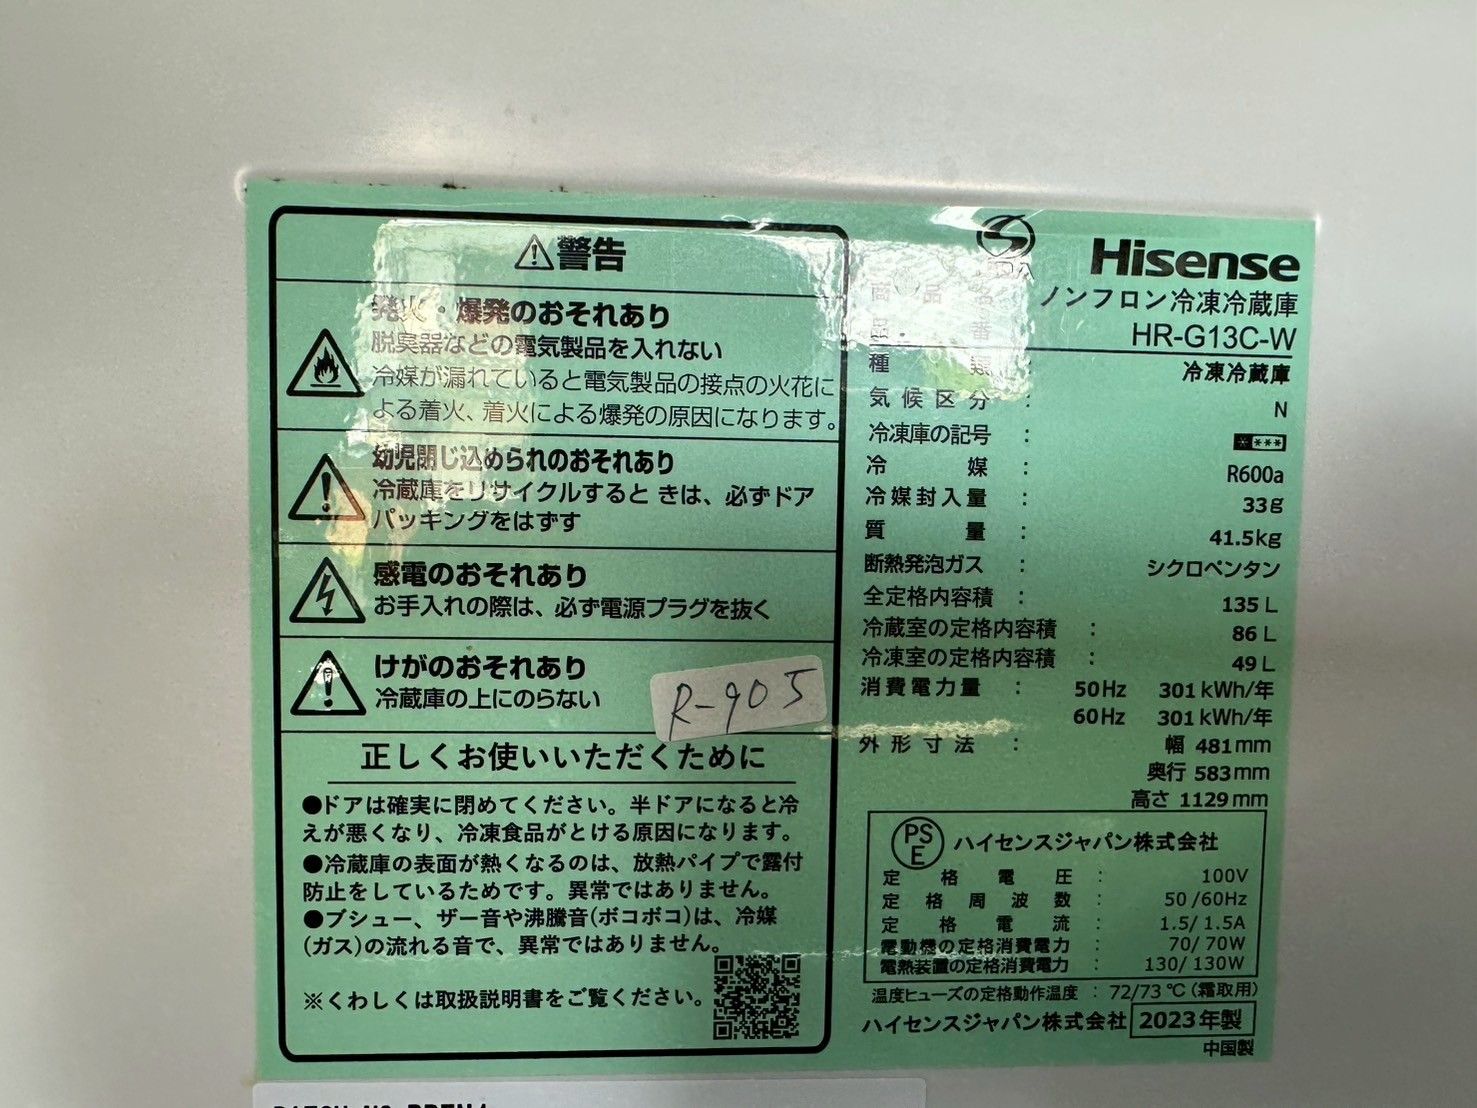 警告
発火・爆発のおそれあり
脱臭器などの電気製品を入れない
冷媒が漏れていると電気製品の接点の火花に
よる着火、着火による爆発の原因になります。
幼児閉じ込められのおそれあり
冷蔵庫をリサイクルするときは、必ずドア
パッキングをはずす
感電のおそれあり
お手入れの際は、必ず電源プラグを抜く
けがのおそれあり
冷蔵庫の上にのらない
R-905
正しくお使いいただくために
●ドアは確実に閉めてください。半ドアになると冷
えが悪くなり、冷凍食品がとける原因になります。
●冷蔵庫の表面が熱くなるのは、放熱パイプで露付
防止をしているためです。異常ではありません。
●ブシュー、ザー音や沸騰音(ボコボコ)は、冷媒
(ガス)の流れる音で、異常ではありません。
※くわしくは取扱説明書をご覧ください。
Hisense
ノンフロン冷凍冷蔵庫
HR-G13C-W
種類 : 冷凍冷蔵庫
気候区分 : N
冷凍庫の記号 : ****
冷媒 : R600a
冷媒封入量 : 33g
質量 : 41.5kg
断熱発泡ガス : シクロペンタン
全定格内容積 : 135L
冷蔵室の定格内容積 : 86L
冷凍室の定格内容積 : 49L
消費電力量 : 50Hz 301kWh/年
60Hz 301kWh/年
外形寸法 : 幅 481mm
奥行 583mm
高さ 1129mm
PSE ハイセンスジャパン株式会社
定格電圧 : 100V
定格周波数 : 50/60Hz
定格電流 : 1.5/1.5A
電動機の定格消費電力 : 70/70W
電熱装置の定格消費電力 : 130/130W
温度ヒューズの定格動作温度 : 72/73℃(霜取用)
ハイセンスジャパン株式会社 2023年製
中国製